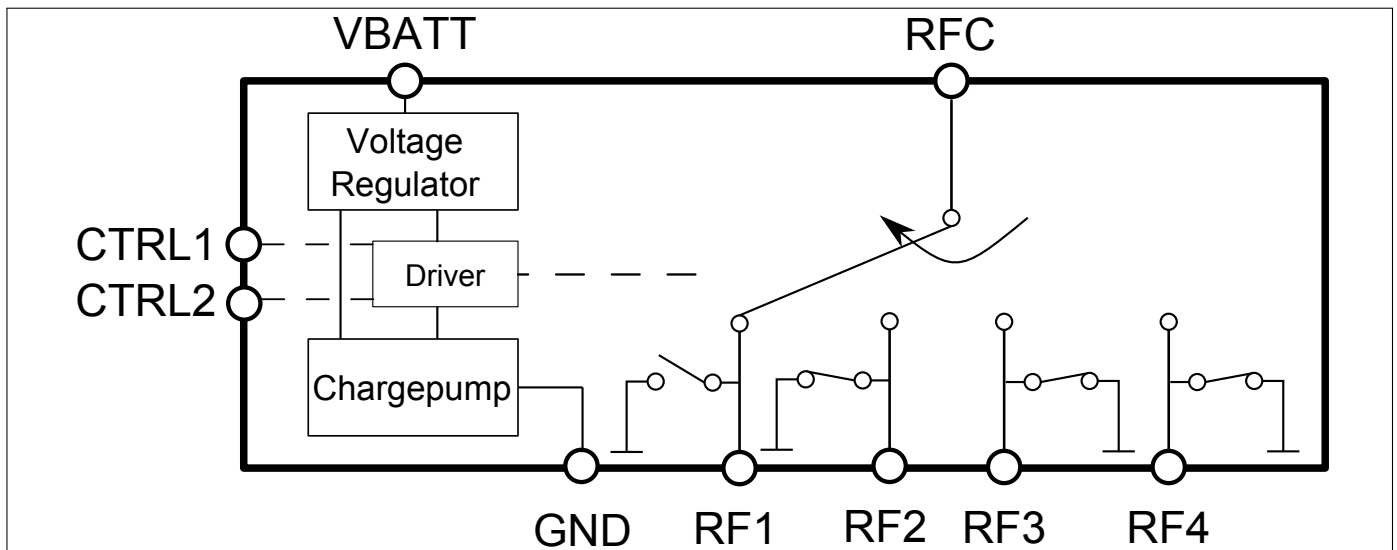 VBATT
RFC
Voltage
Regulator
CTRL1
CTRL2
Driver
Chargepump
GND
RF1
RF2
RF3
RF4